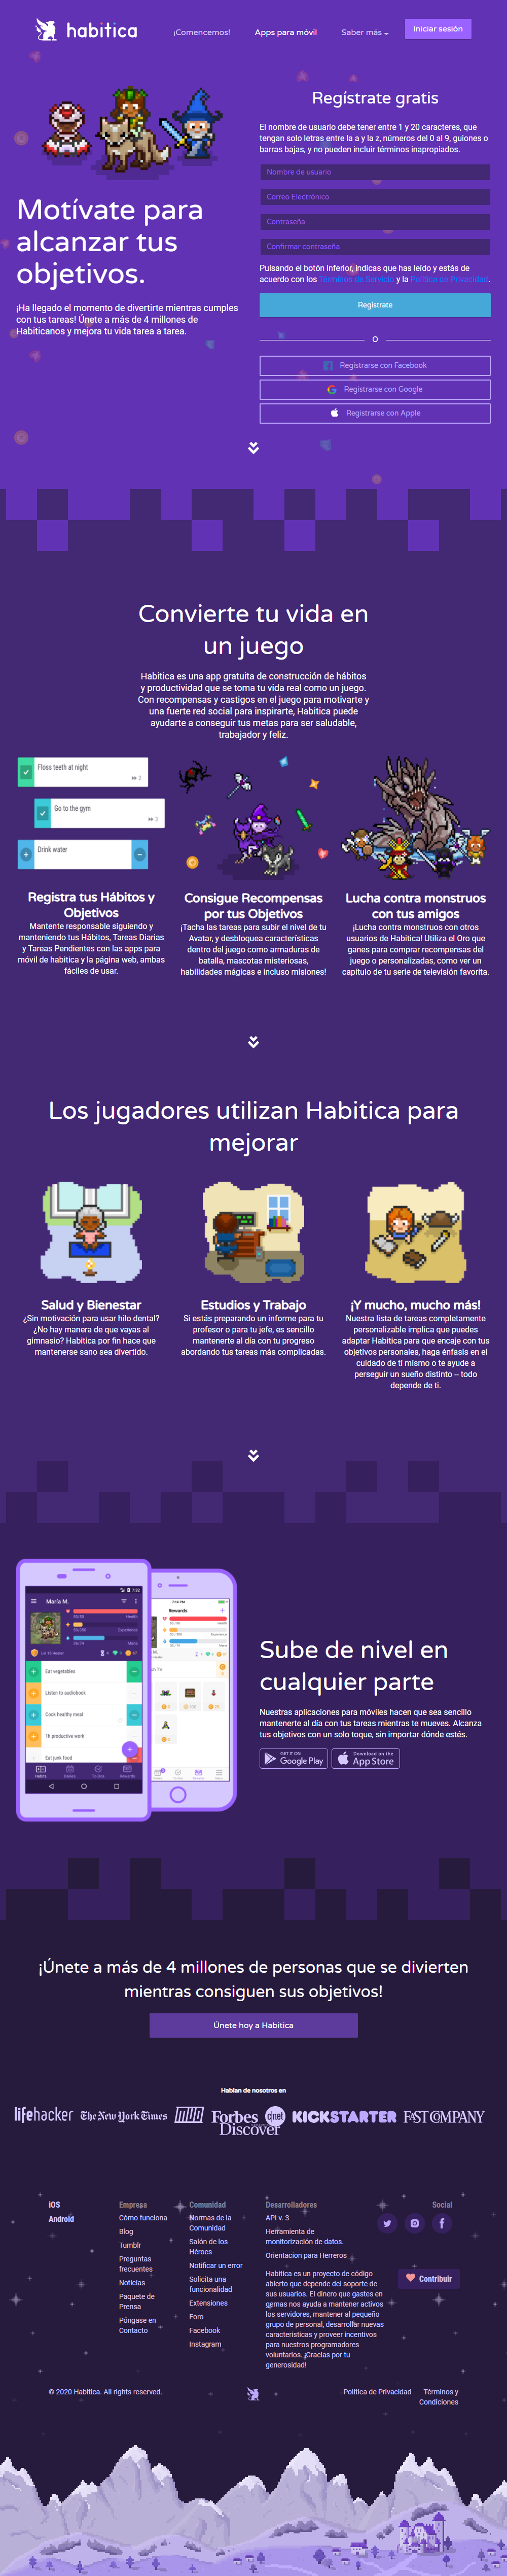 habitica
¡Comencemos!
Apps para móvil
Saber más
Iniciar sesión
Motívate para
alcanzar tus
objetivos.
¡Ha llegado el momento de divertirte mientras cumples
con tus tareas! Únete a más de 4 millones de
Habiticanos y mejora tu vida tarea a tarea.
Regístrate gratis
El nombre de usuario debe tener entre 1 y 20 caracteres, que
tengan solo letras entre la a y la z, números del 0 al 9, guiones o
barras bajas, y no pueden incluir términos inapropiados.
Nombre de usuario
Correo Electrónico
Contraseña
Confirmar contraseña
Pulsando el botón inferior, indicas que has leído y estás de
acuerdo con los Términos de Servicio y la Política de Privacidad.
Regístrate
O
Registrarse con Facebook
Registrarse con Google
Registrarse con Apple
Convierte tu vida en
un juego
Habitica es una app gratuita de construcción de hábitos
y productividad que se toma tu vida real como un juego.
Con recompensas y castigos en el juego para motivarte y
una fuerte red social para inspirarte, Habitica puede
ayudarte a conseguir tus metas para ser saludable,
trabajador y feliz.
Floss teeth at night
Go to the gym
Drink water
Registra tus Hábitos y
Objetivos
Mantente responsable siguiendo y
manteniendo tus Hábitos, Tareas Diarias
y Tareas Pendientes con las apps para
móvil de habitica y la página web, ambas
fáciles de usar.
Consigue Recompensas
por tus Objetivos
¡Tacha las tareas para subir el nivel de tu
Avatar, y desbloquea características
dentro del juego como armaduras de
batalla, mascotas misteriosas,
habilidades mágicas e incluso misiones!
Lucha contra monstruos
con tus amigos
¡Lucha contra monstruos con otros
usuarios de Habitica! Utiliza el Oro que
ganes para comprar recompensas del
juego o personalizadas, como ver un
capítulo de tu serie de televisión favorita.
Los jugadores utilizan Habitica para
mejorar
Salud y Bienestar
¿Sin motivación para usar hilo dental?
¿No hay manera de que vayas al
gimnasio? Habitica por fin hace que
mantenerse sano sea divertido.
Estudios y Trabajo
Si estás preparando un informe para tu
profesor o para tu jefe, es sencillo
mantenerte al día con tu progreso
abordando tus tareas más complicadas.
¡Y mucho, mucho más!
Nuestra lista de tareas completamente
personalizable implica que puedes
adaptar Habitica para que encaje con tus
objetivos personales, haga énfasis en el
cuidado de ti mismo o te ayude a
perseguir un sueño distinto – todo
depende de ti.
Maria M.
Eat vegetables
Listen to audiobook
Cook healthy meal
1h productive work
Eat junk food
Rewards
Sube de nivel en
cualquier parte
Nuestras aplicaciones para móviles hacen que sea sencillo
mantenerte al día con tus tareas mientras te mueves. Alcanza
tus objetivos con un solo toque, sin importar dónde estés.
GET IT ON
Google Play
Download on the
App Store
¡Únete a más de 4 millones de personas que se divierten
mientras consiguen sus objetivos!
Únete hoy a Habitica
Hablan de nosotros en
lifehacker
The New York Times
MUO
Forbes
Discover
c|net
KICKSTARTER
FAST COMPANY
iOS
Android
Empresa
Cómo funciona
Blog
Tumblr
Preguntas
frecuentes
Noticias
Paquete de
Prensa
Póngase en
Contacto
Comunidad
Normas de la
Comunidad
Salón de los
Héroes
Notificar un error
Solicita una
funcionalidad
Extensiones
Foro
Facebook
Instagram
Desarrolladores
API v. 3
Herramienta de
monitorización de datos.
Orientacion para Herreros
Habitica es un proyecto de código
abierto que depende del soporte de
sus usuarios. El dinero que gastes en
gemas nos ayuda a mantener activos
los servidores, mantener al pequeño
grupo de personal, desarrollar nuevas
características y proveer incentivos
para nuestros programadores
voluntarios. ¡Gracias por tu
generosidad!
Social
Contribuir
© 2020 Habitica. All rights reserved.
Política de Privacidad
Términos y
Condiciones